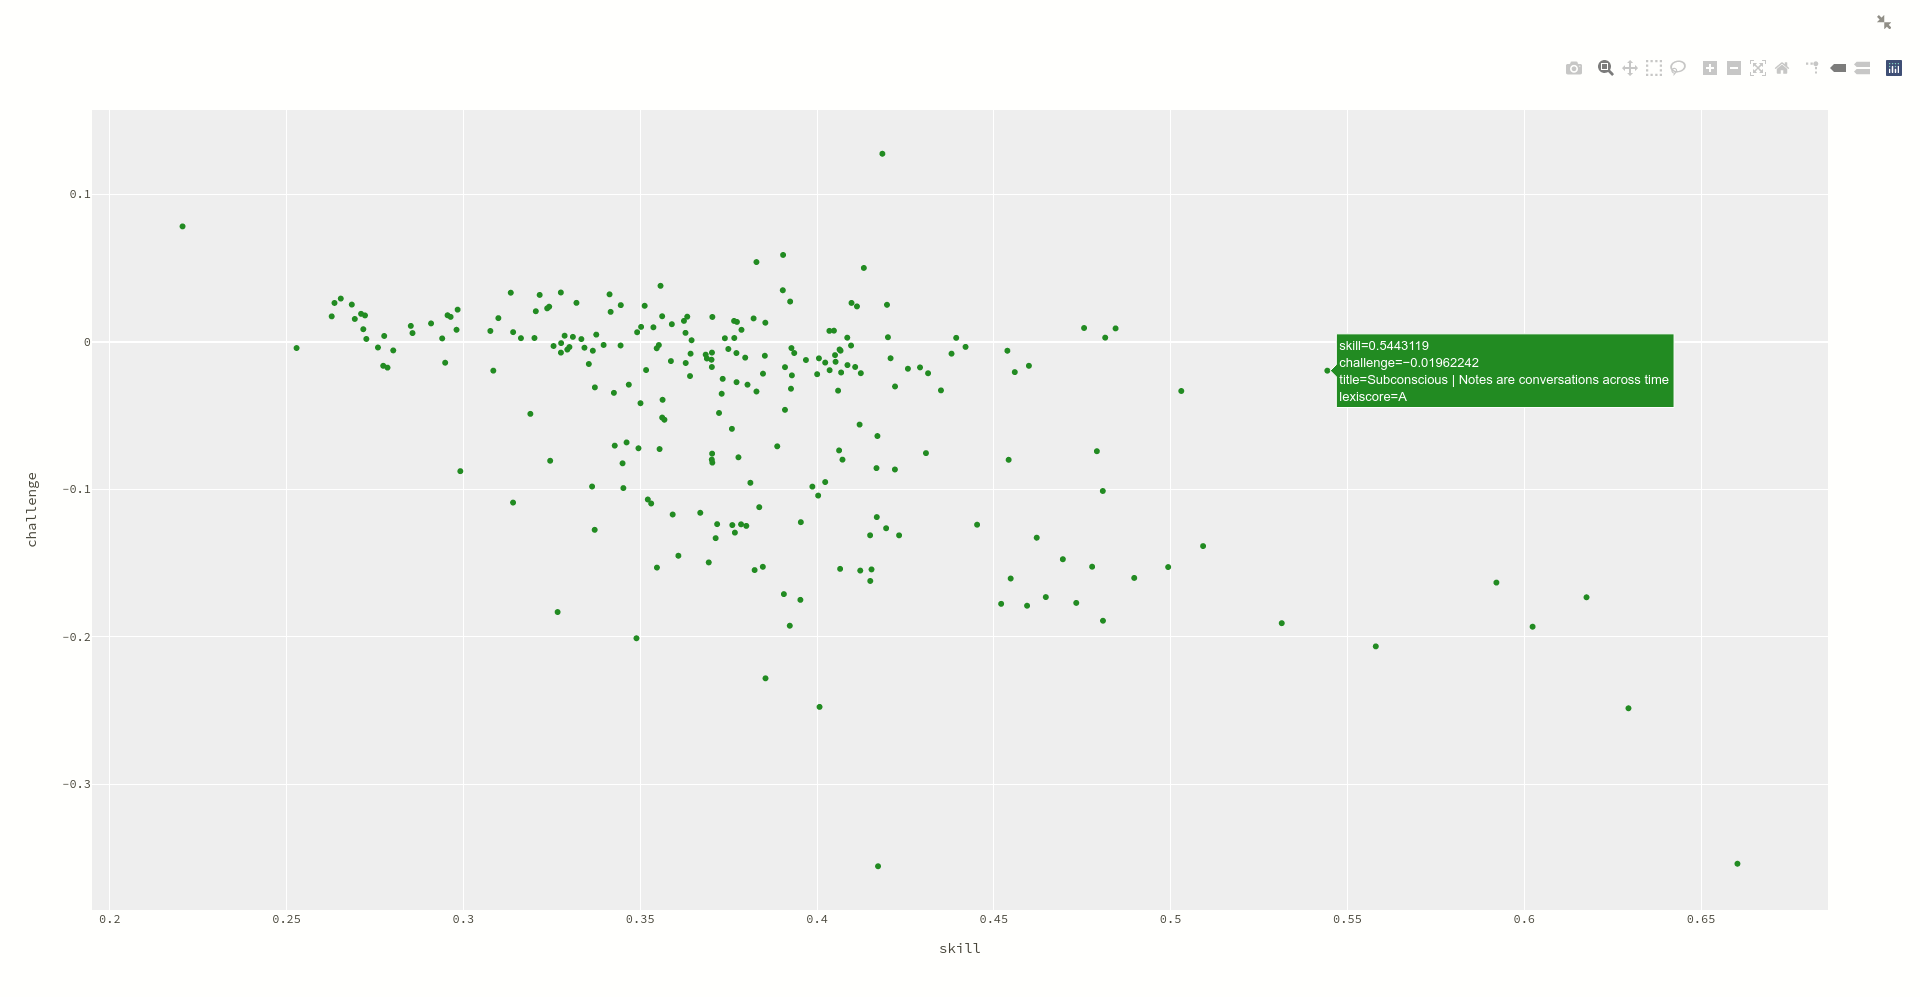 0.1
0
−0.1
−0.2
−0.3
challenge
skill=0.5443119
challenge=−0.01962242
title=Subconscious | Notes are conversations across time
lexiscore=A
0.2 0.25 0.3 0.35 0.4 0.45 0.5 0.55 0.6 0.65
skill